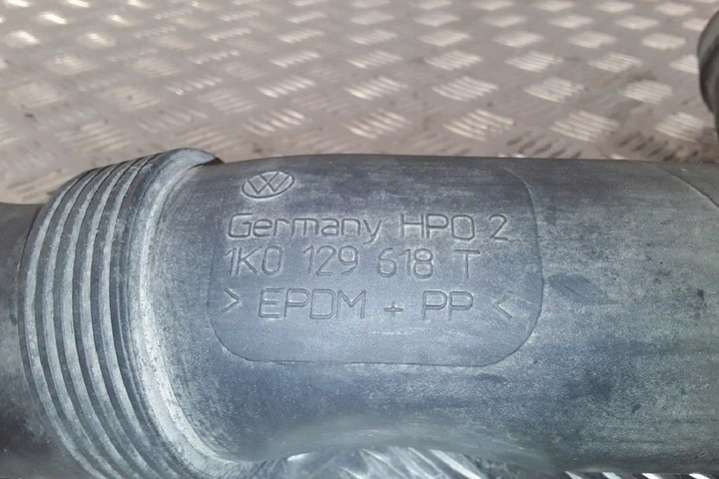 Germany HPO 2
1K0 129 618 T
> EPDM + PP <